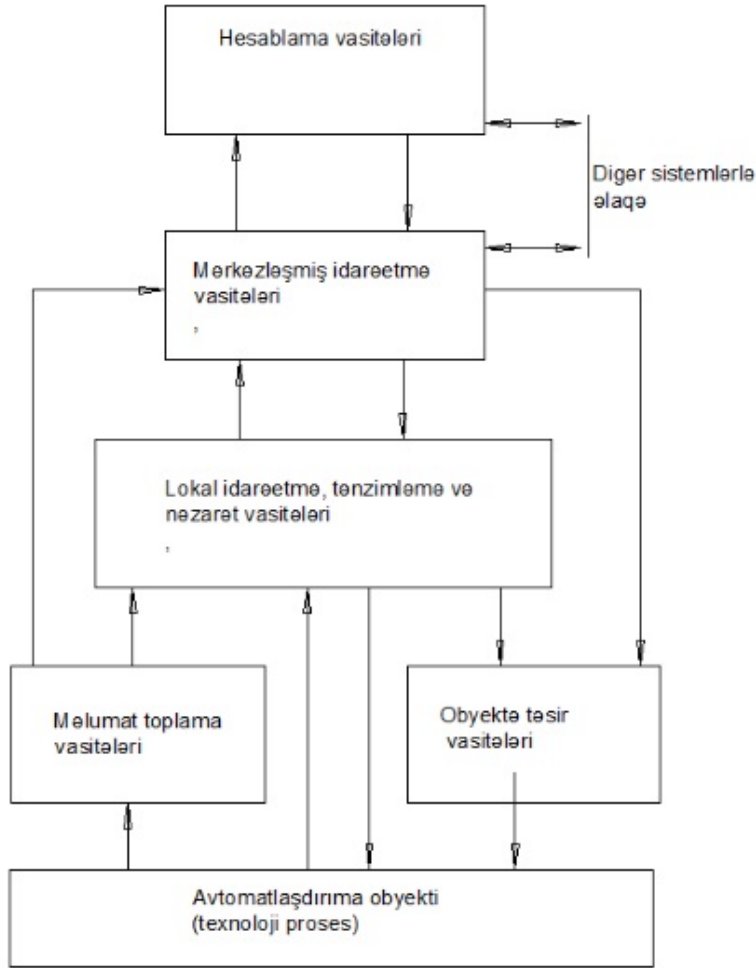 Hesablama vasitələri
Digər sistemlərlə
əlaqə
Mərkəzləşmiş idarəetmə
vasitələri
,
Lokal idarəetmə, tənzimləmə və
nəzarət vasitələri
,
Məlumat toplama
vasitələri
Obyektə təsir
vasitələri
Avtomatlaşdırıma obyekti
(texnoloji proses)